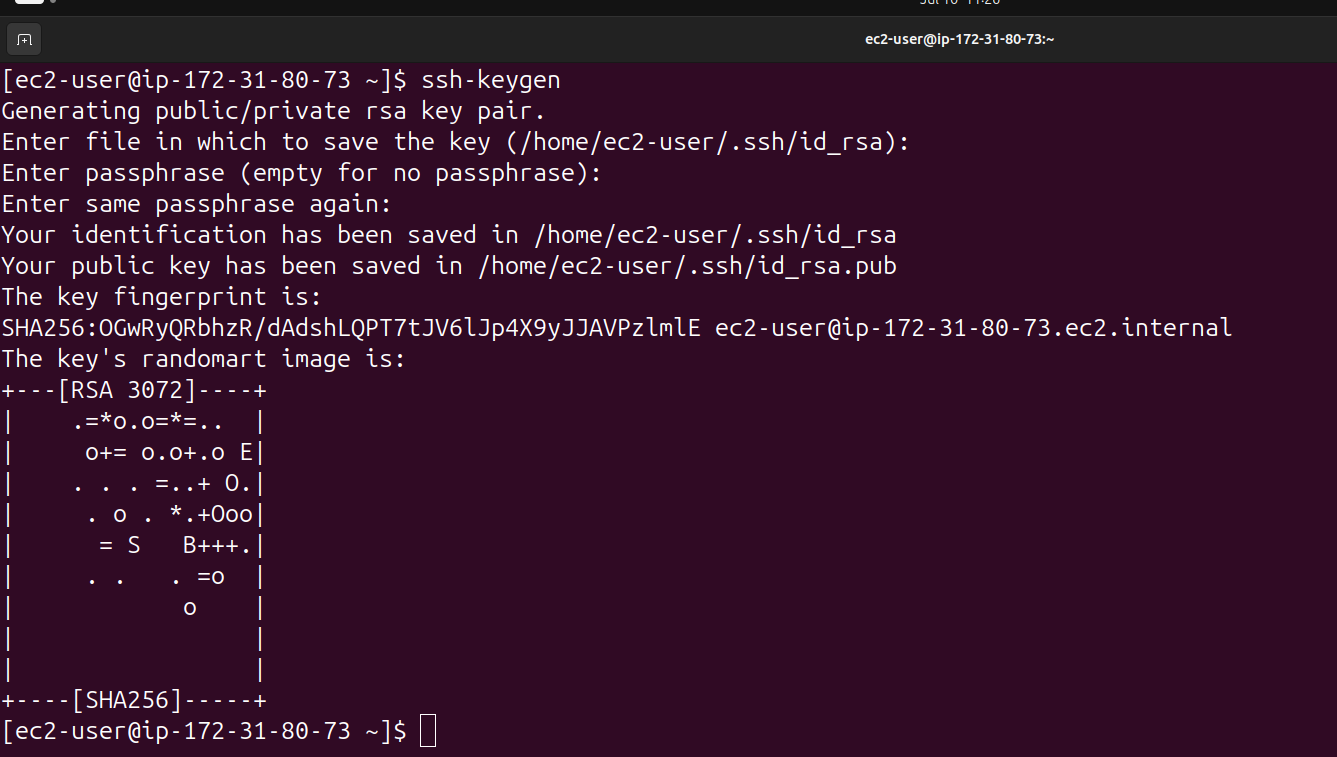 ec2-user@ip-172-31-80-73:~
[ec2-user@ip-172-31-80-73 ~]$ ssh-keygen
Generating public/private rsa key pair.
Enter file in which to save the key (/home/ec2-user/.ssh/id_rsa):
Enter passphrase (empty for no passphrase):
Enter same passphrase again:
Your identification has been saved in /home/ec2-user/.ssh/id_rsa
Your public key has been saved in /home/ec2-user/.ssh/id_rsa.pub
The key fingerprint is:
SHA256:OGwRyQRbhzR/dAdshLQPT7tJV6lJp4X9yJJAVPzlmlE ec2-user@ip-172-31-80-73.ec2.internal
The key's randomart image is:
+---[RSA 3072]----+
|    .=*o.o=*=..  |
|     o+= o.o+.o E|
|    . . . =..+ O.|
|     . o . *.+Ooo|
|      = S   B+++.|
|     . .   . =o  |
|            o    |
|                 |
|                 |
+----[SHA256]-----+
[ec2-user@ip-172-31-80-73 ~]$